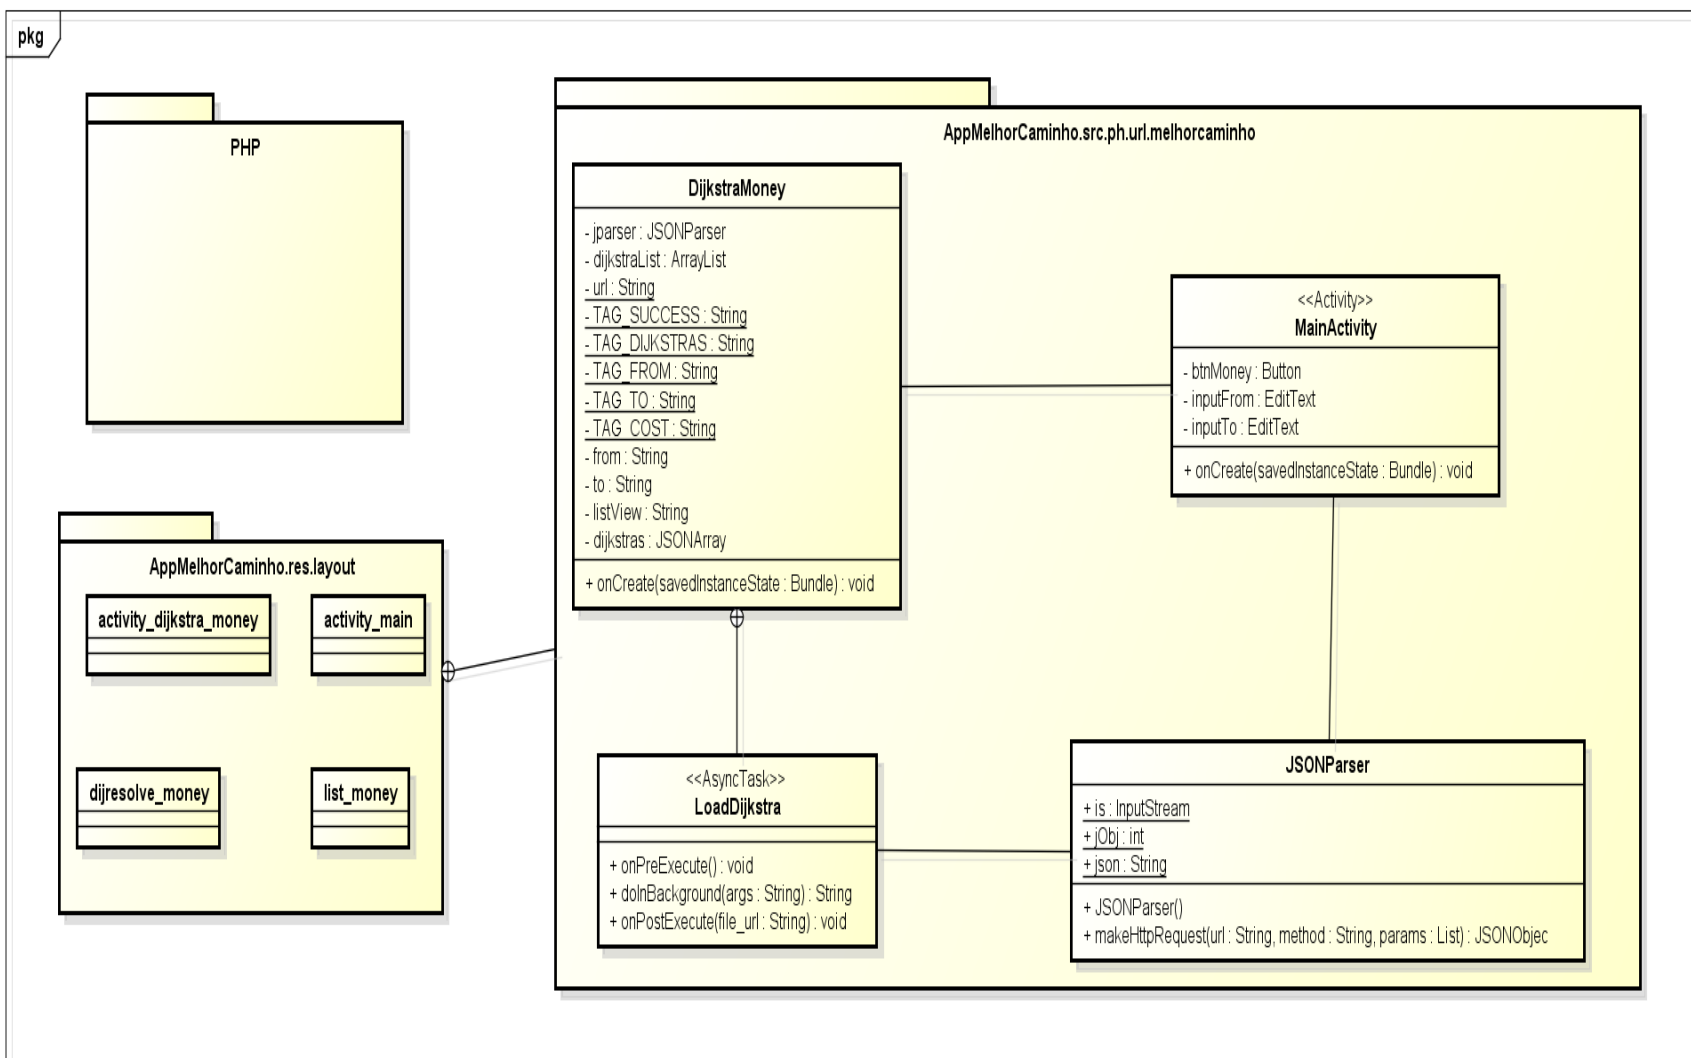 pkg
PHP
AppMelhorCaminho.src.ph.url.melhorcaminho
DijkstraMoney
- jparser : JSONParser
- dijkstraList : ArrayList
- url : String
- TAG_SUCCESS : String
- TAG_DIJKSTRAS : String
- TAG_FROM : String
- TAG_TO : String
- TAG_COST : String
- from : String
- to : String
- listView : String
- dijkstras : JSONArray
+ onCreate(savedInstanceState : Bundle) : void
<<Activity>>
MainActivity
- btnMoney : Button
- inputFrom : EditText
- inputTo : EditText
+ onCreate(savedInstanceState : Bundle) : void
AppMelhorCaminho.res.layout
activity_dijkstra_money
activity_main
dijresolve_money
list_money
<<AsyncTask>>
LoadDijkstra
+ onPreExecute() : void
+ doInBackground(args : String) : String
+ onPostExecute(file_url : String) : void
JSONParser
+ is : InputStream
+ jObj : int
+ json : String
+ JSONParser()
+ makeHttpRequest(url : String, method : String, params : List) : JSONObjec